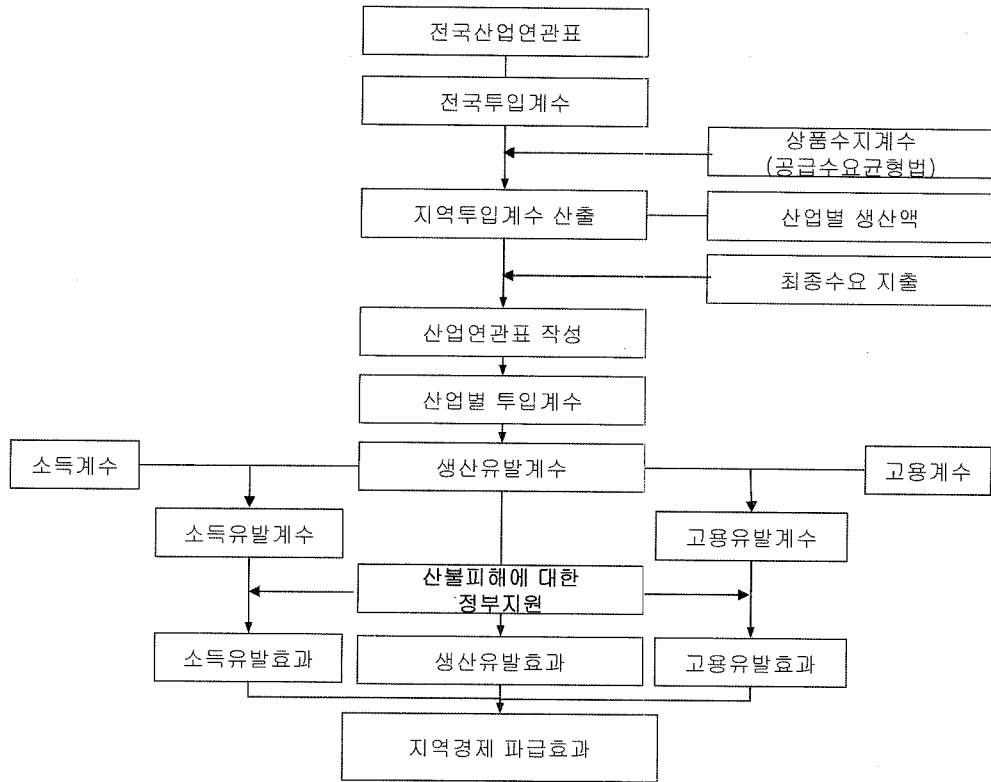 전국산업연관표
전국투입계수
상품수지계수
(공급수요균형법)
지역투입계수 산출
산업별 생산액
최종수요 지출
산업연관표 작성
산업별 투입계수
소득계수
생산유발계수
고용계수
소득유발계수
고용유발계수
산불피해에 대한
정부지원
소득유발효과
생산유발효과
고용유발효과
지역경제 파급효과